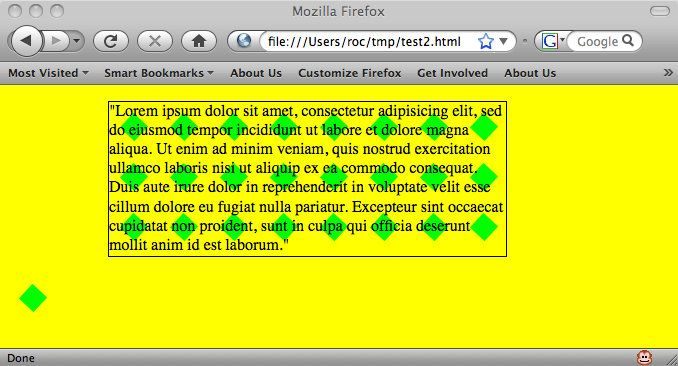 Mozilla Firefox
file:///Users/roc/tmp/test2.html
G
Google
Most Visited Smart Bookmarks About Us Customize Firefox Get Involved About Us »
"Lorem ipsum dolor sit amet, consectetur adipisicing elit, sed
do eiusmod tempor incididunt ut labore et dolore magna
aliqua. Ut enim ad minim veniam, quis nostrud exercitation
ullamco laboris nisi ut aliquip ex ea commodo consequat.
Duis aute irure dolor in reprehenderit in voluptate velit esse
cillum dolore eu fugiat nulla pariatur. Excepteur sint occaecat
cupidatat non proident, sunt in culpa qui officia deserunt
mollit anim id est laborum."
Done